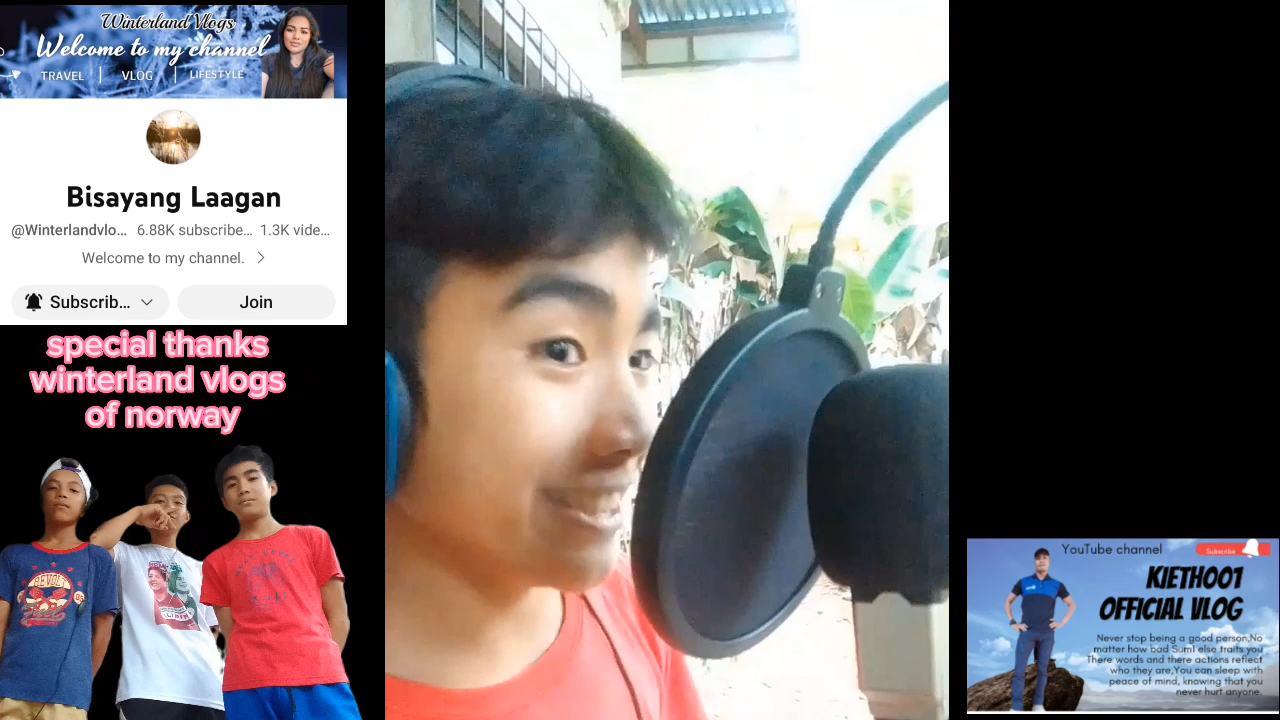 Winterland Vlogs
Welcome to my channel
TRAVEL | VLOG | LIFESTYLE
Bisayang Laagan
@Winterlandvlo... 6.88K subscribe... 1.3K vide...
Welcome to my channel.
Subscrib...
Join
special thanks
winterland vlogs
of norway
REVOLT
YouTube channel
Subscribe
KIETH001
OFFICIAL VLOG
Never stop being a good person,No
matter how bad Suml else traits you
There words and there actions reflect
who they are,You can sleep with
peace of mind, knowing that you
never hurt anyone.